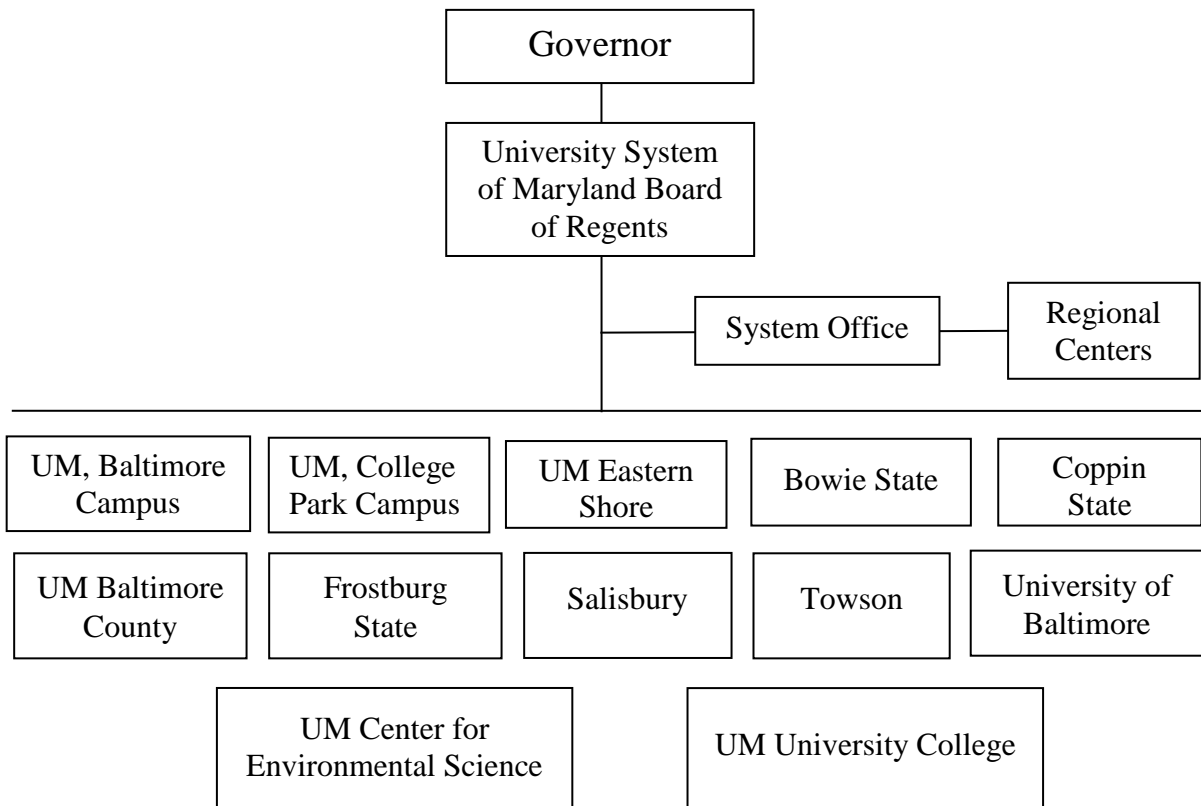 Governor
University System
of Maryland Board
of Regents
System Office
Regional
Centers
UM, Baltimore
Campus
UM, College
Park Campus
UM Eastern
Shore
Bowie State
Coppin
State
UM Baltimore
County
Frostburg
State
Salisbury
Towson
University of
Baltimore
UM Center for
Environmental Science
UM University College